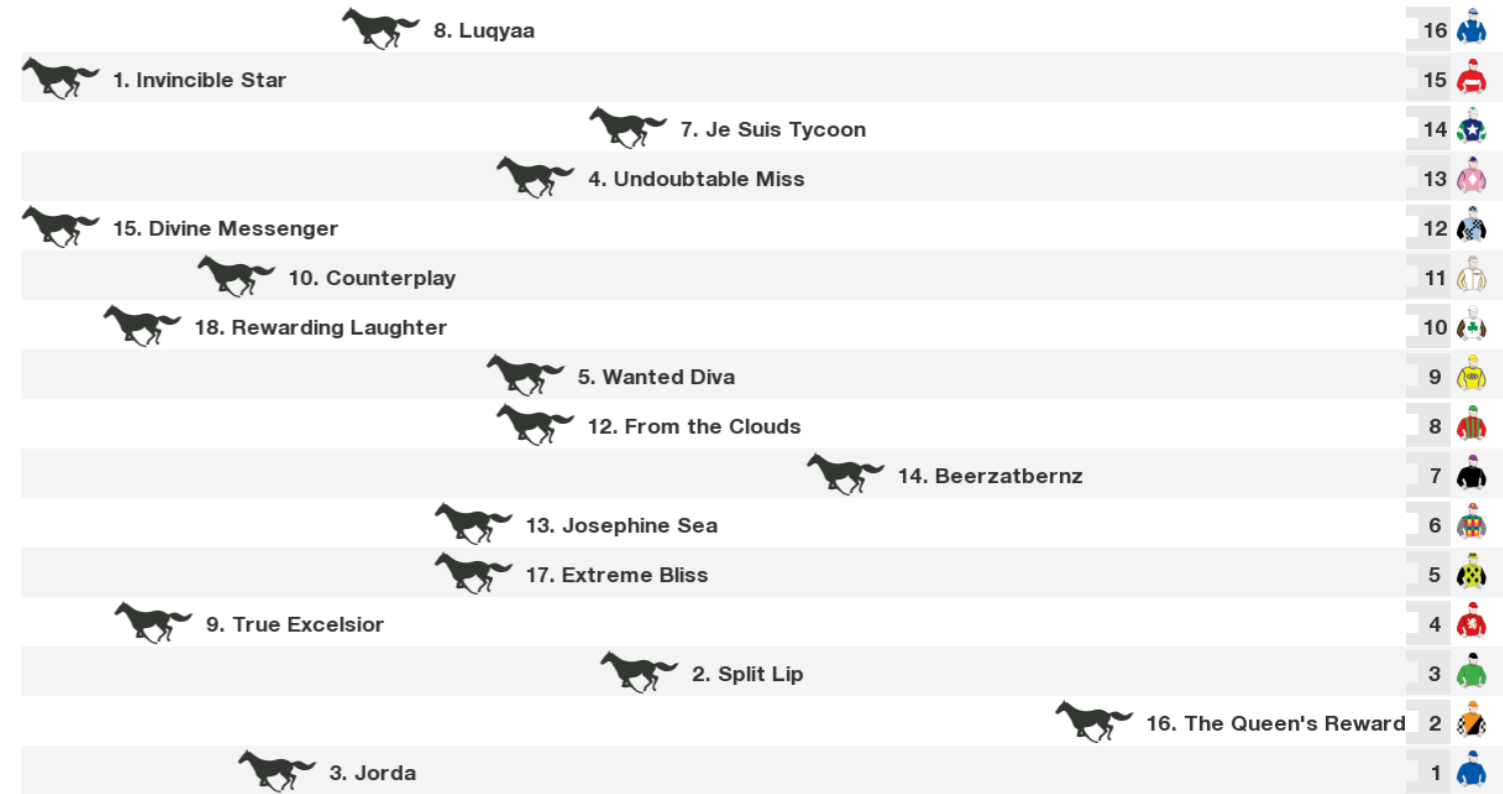 8. Luqyaa 16
1. Invincible Star 15
7. Je Suis Tycoon 14
4. Undoubtable Miss 13
15. Divine Messenger 12
10. Counterplay 11
18. Rewarding Laughter 10
5. Wanted Diva 9
12. From the Clouds 8
14. Beerzatbernz 7
13. Josephine Sea 6
17. Extreme Bliss 5
9. True Excelsior 4
2. Split Lip 3
16. The Queen's Reward 2
3. Jorda 1